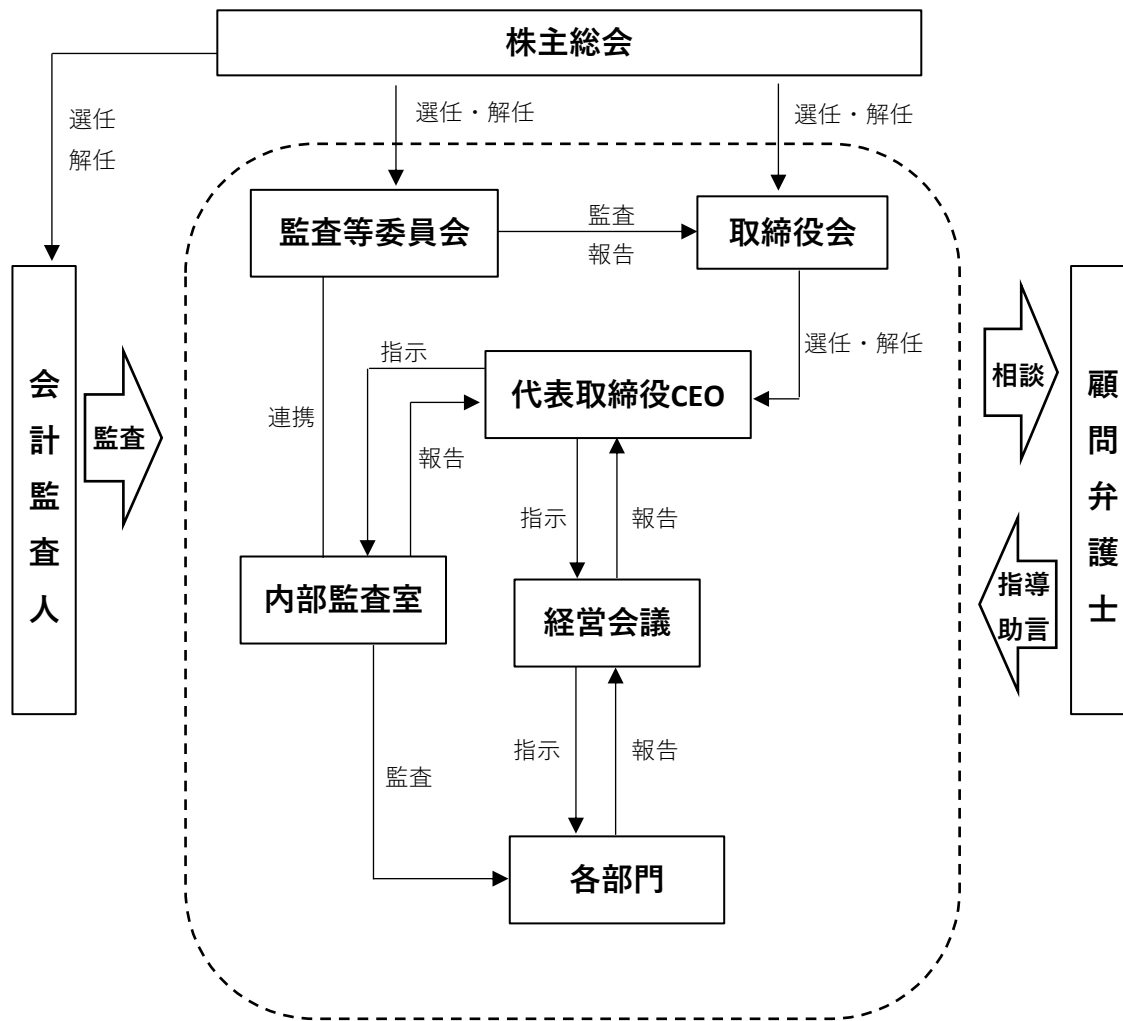 株主総会
選任
解任
選任・解任
選任・解任
監査等委員会
監査
報告
取締役会
選任・解任
指示
代表取締役CEO
連携
報告
会計監査人
監査
相談
顧問弁護士
指示
報告
内部監査室
経営会議
指導
助言
指示
報告
監査
各部門